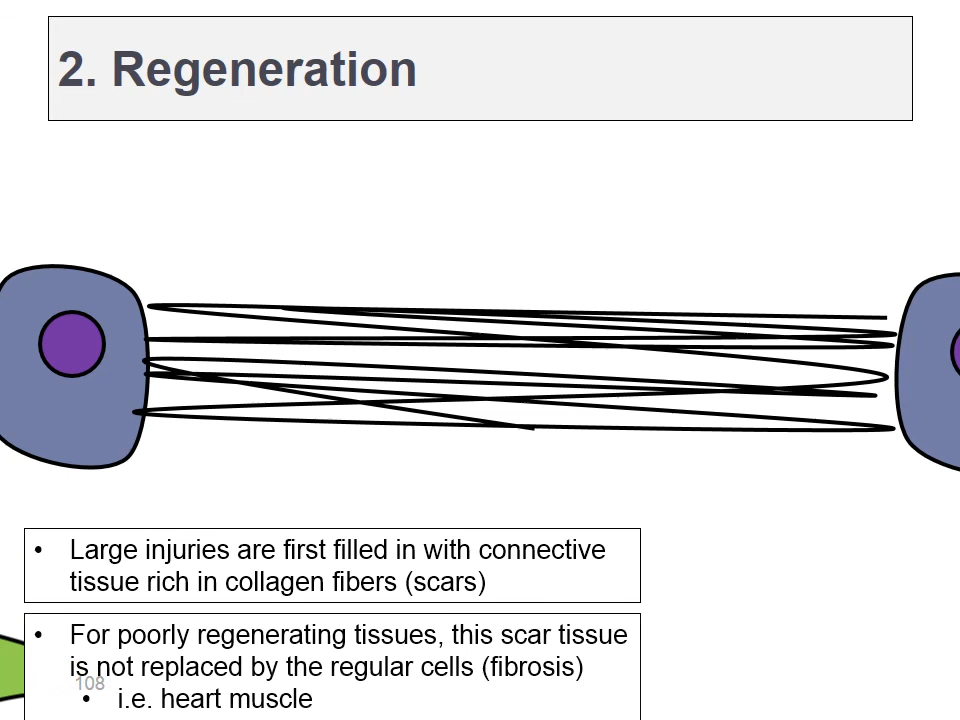 2. Regeneration
• Large injuries are first filled in with connective
tissue rich in collagen fibers (scars)
• For poorly regenerating tissues, this scar tissue
is not replaced by the regular cells (fibrosis)
108
• i.e. heart muscle